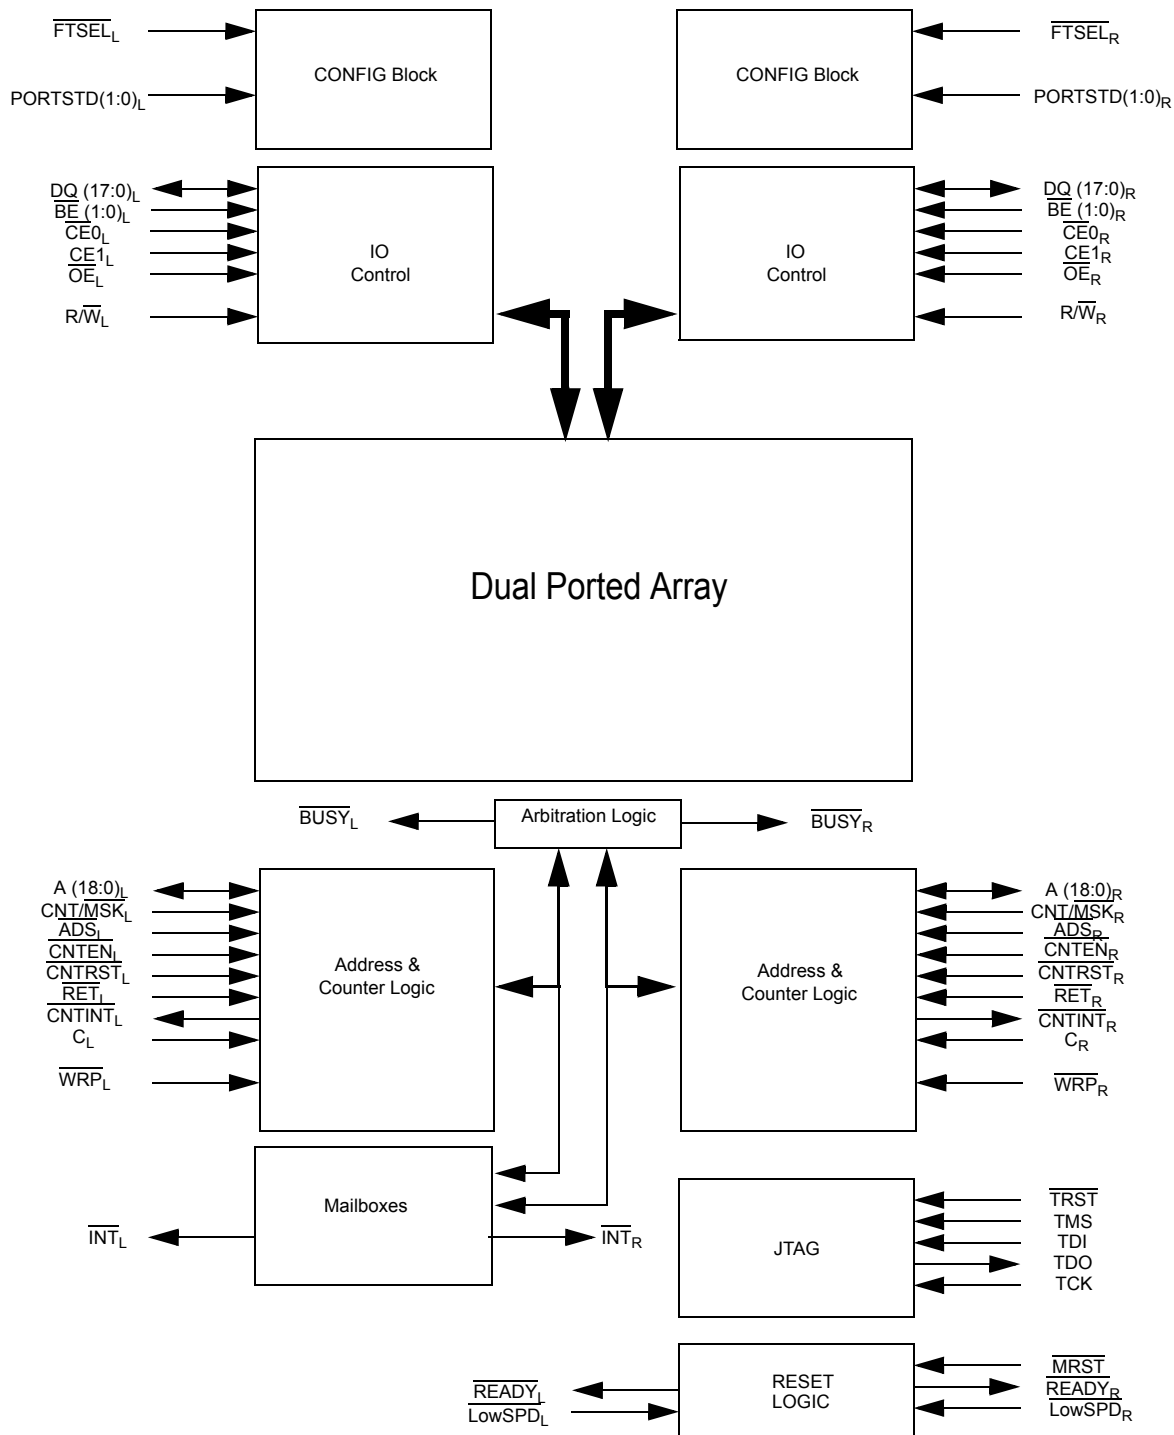 FTSEL_L
CONFIG Block
PORTSTD(1:0)_L
CONFIG Block
FTSEL_R
PORTSTD(1:0)_R
DQ (17:0)_L
BE (1:0)_L
CE0_L
CE1_L
OE_L
R/W_L
IO
Control
IO
Control
DQ (17:0)_R
BE (1:0)_R
CE0_R
CE1_R
OE_R
R/W_R
Dual Ported Array
BUSY_L
Arbitration Logic
BUSY_R
A (18:0)_L
CNT/MSK_L
ADS_L
CNTEN_L
CNTRST_L
RET_L
CNTINT_L
C_L
WRP_L
Address &
Counter Logic
Address &
Counter Logic
A (18:0)_R
CNT/MSK_R
ADS_R
CNTEN_R
CNTRST_R
RET_R
CNTINT_R
C_R
WRP_R
Mailboxes
INT_L
INT_R
JTAG
TRST
TMS
TDI
TDO
TCK
READY_L
LowSPD_L
RESET
LOGIC
MRST
READY_R
LowSPD_R